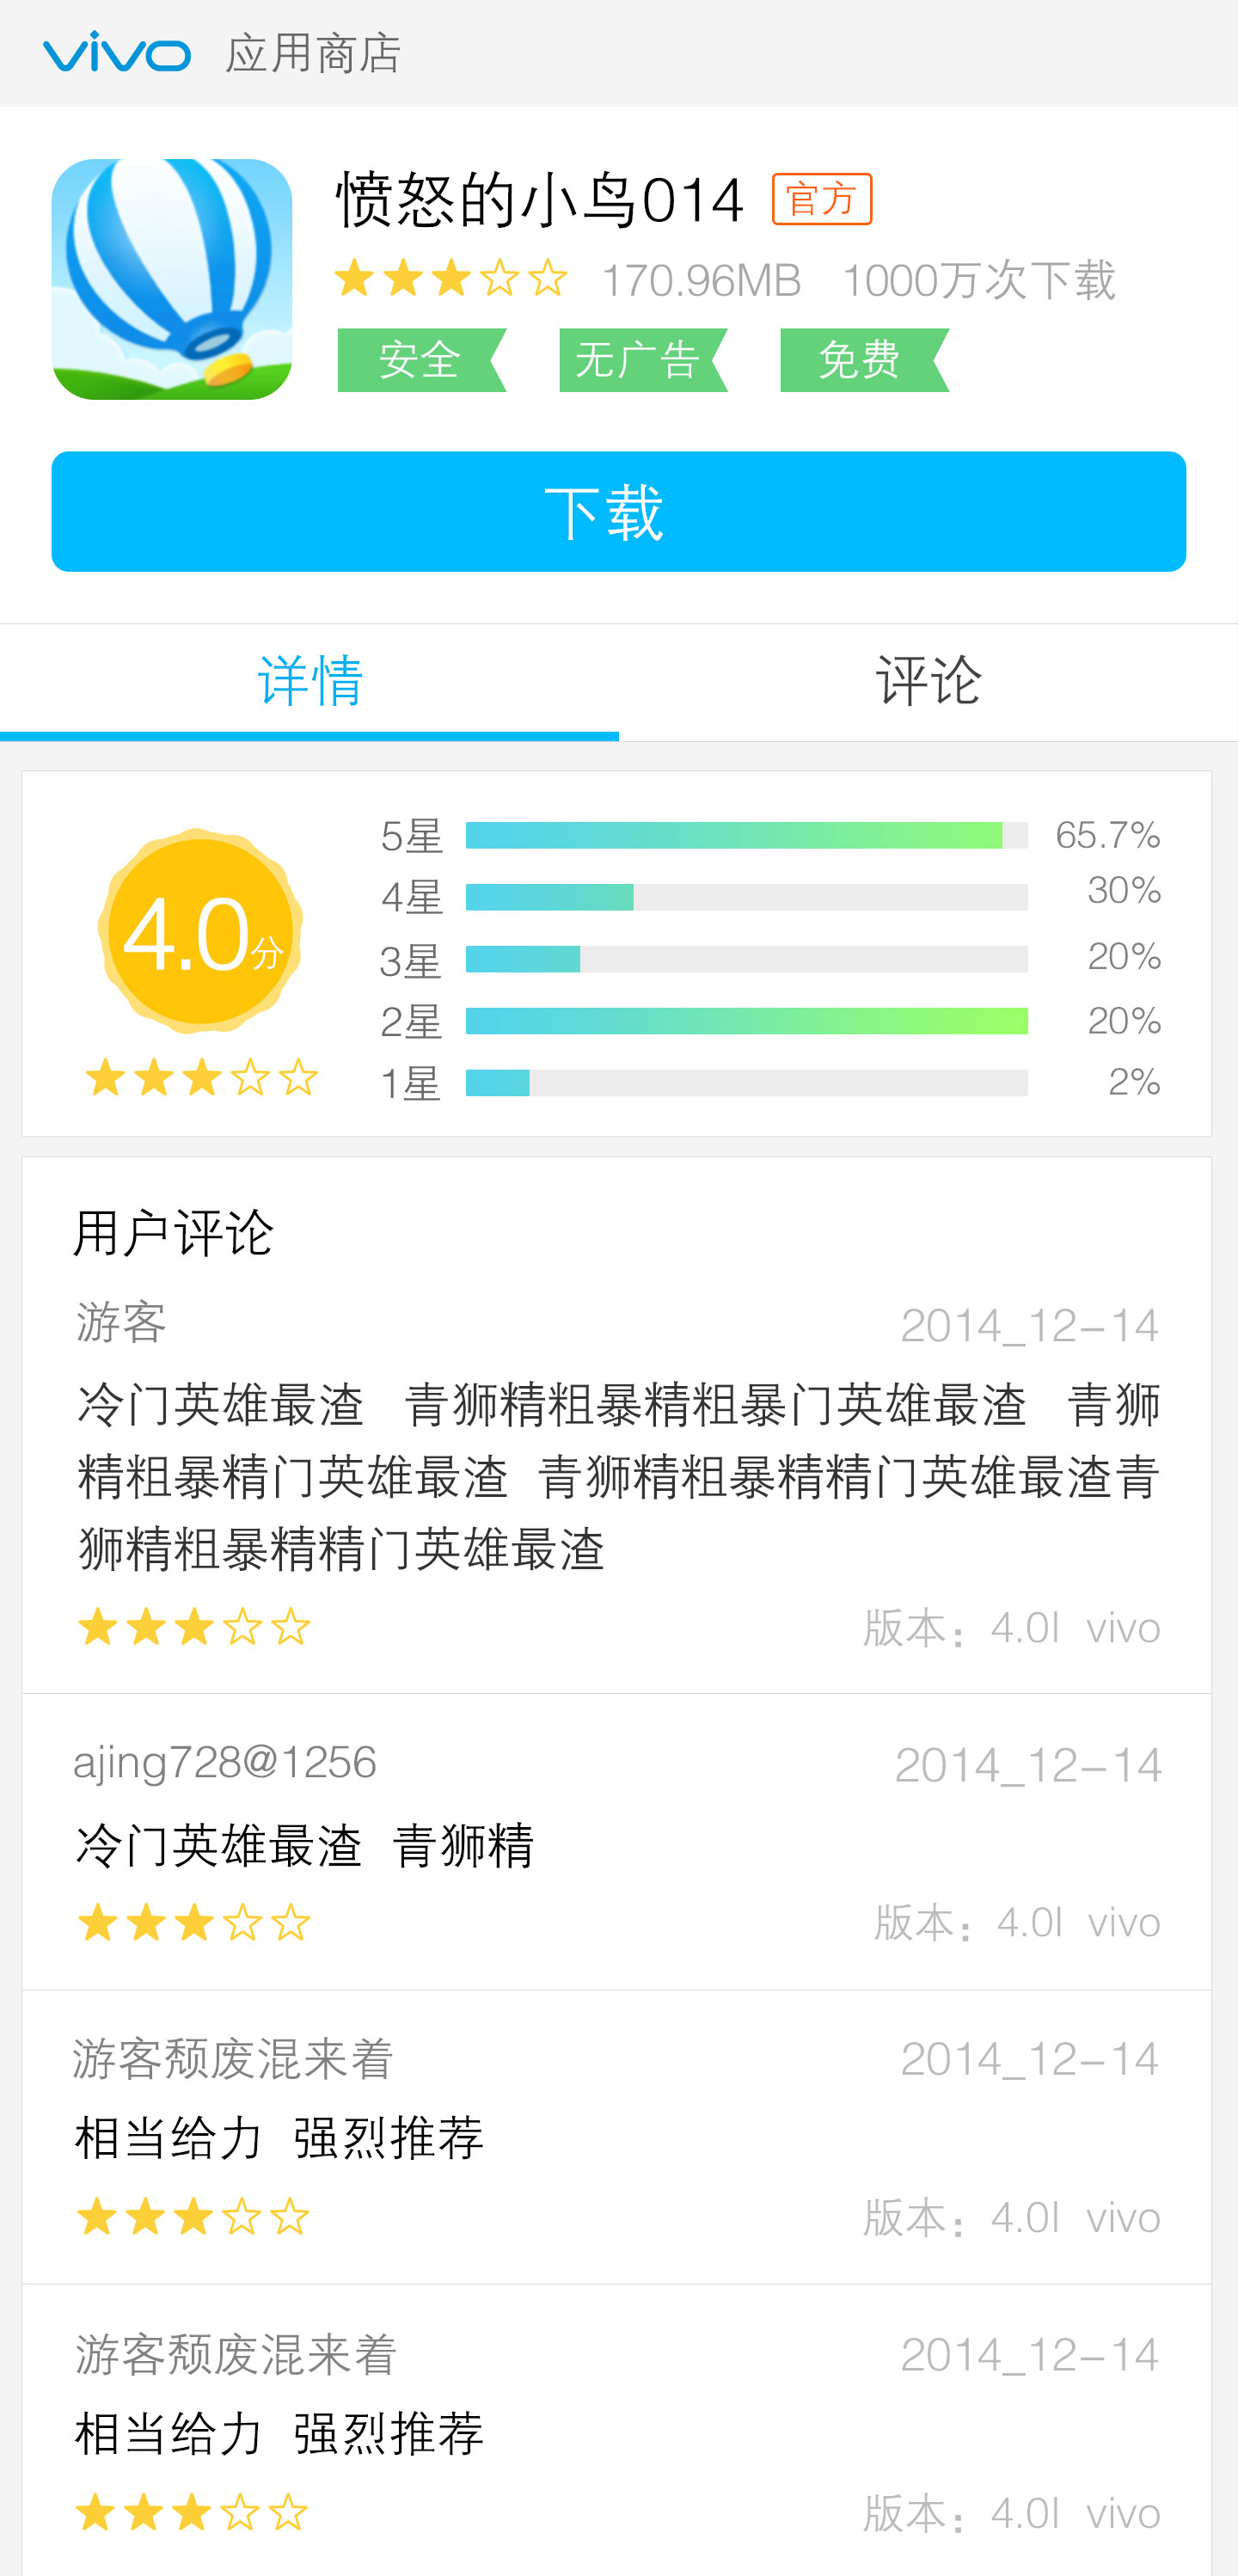 vivo 应用商店
愤怒的小鸟014 官方
170.96MB 1000万次下载
安全 无广告 免费
下载
详情 评论
5星 65.7%
4星 30%
3星 20%
2星 20%
1星 2%
4.0分
用户评论
游客 2014_12-14
冷门英雄最渣 青狮精粗暴精粗暴门英雄最渣 青狮
精粗暴精门英雄最渣 青狮精粗暴精精门英雄最渣青
狮精粗暴精精门英雄最渣
版本：4.0l vivo
ajing728@1256 2014_12-14
冷门英雄最渣 青狮精
版本：4.0l vivo
游客颓废混来着 2014_12-14
相当给力 强烈推荐
版本：4.0l vivo
游客颓废混来着 2014_12-14
相当给力 强烈推荐
版本：4.0l vivo